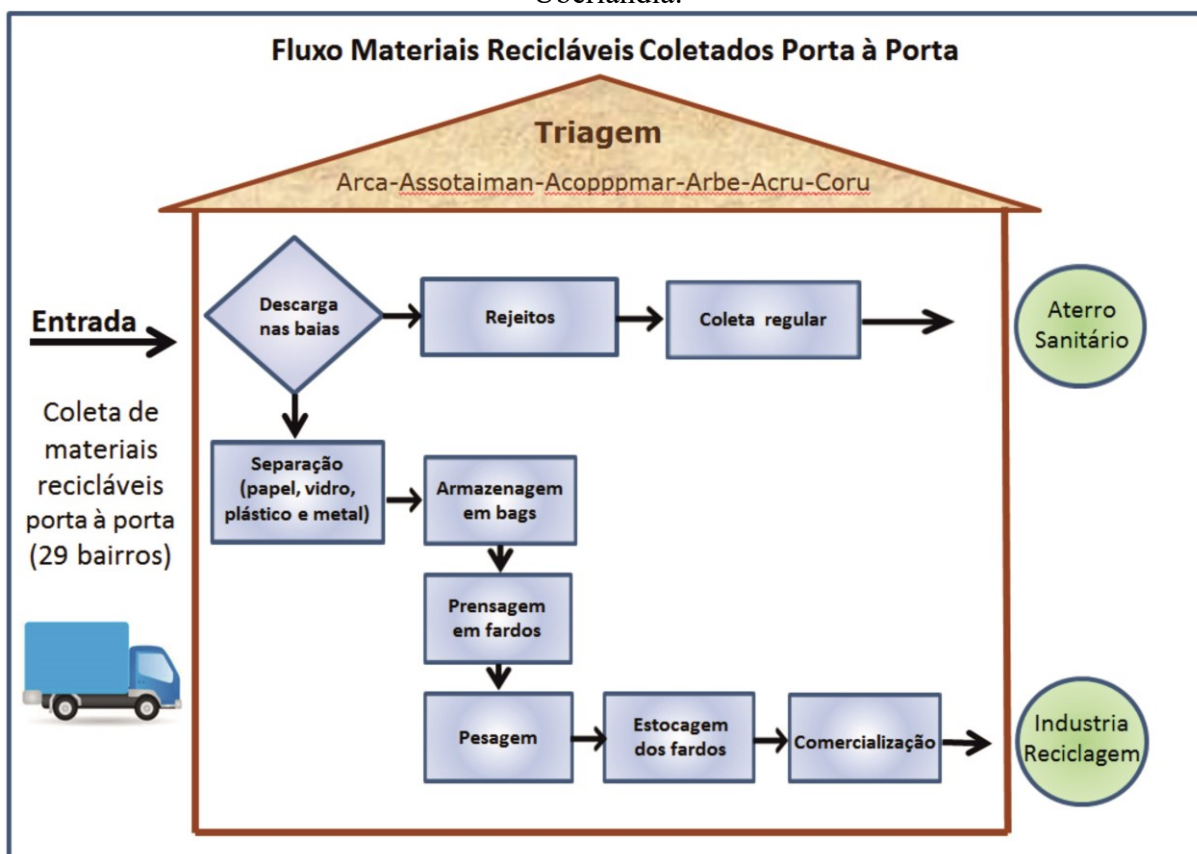 Uberlândia.
Fluxo Materiais Recicláveis Coletados Porta à Porta
Triagem
Arca-Assotaiman-Acopppmar-Arbe-Acru-Coru
Entrada
Coleta de
materiais
recicláveis
porta à porta
(29 bairros)
Descarga
nas baias
Rejeitos
Coleta regular
Aterro
Sanitário
Separação
(papel, vidro,
plástico e metal)
Armazenagem
em bags
Prensagem
em fardos
Pesagem
Estocagem
dos fardos
Comercialização
Industria
Reciclagem